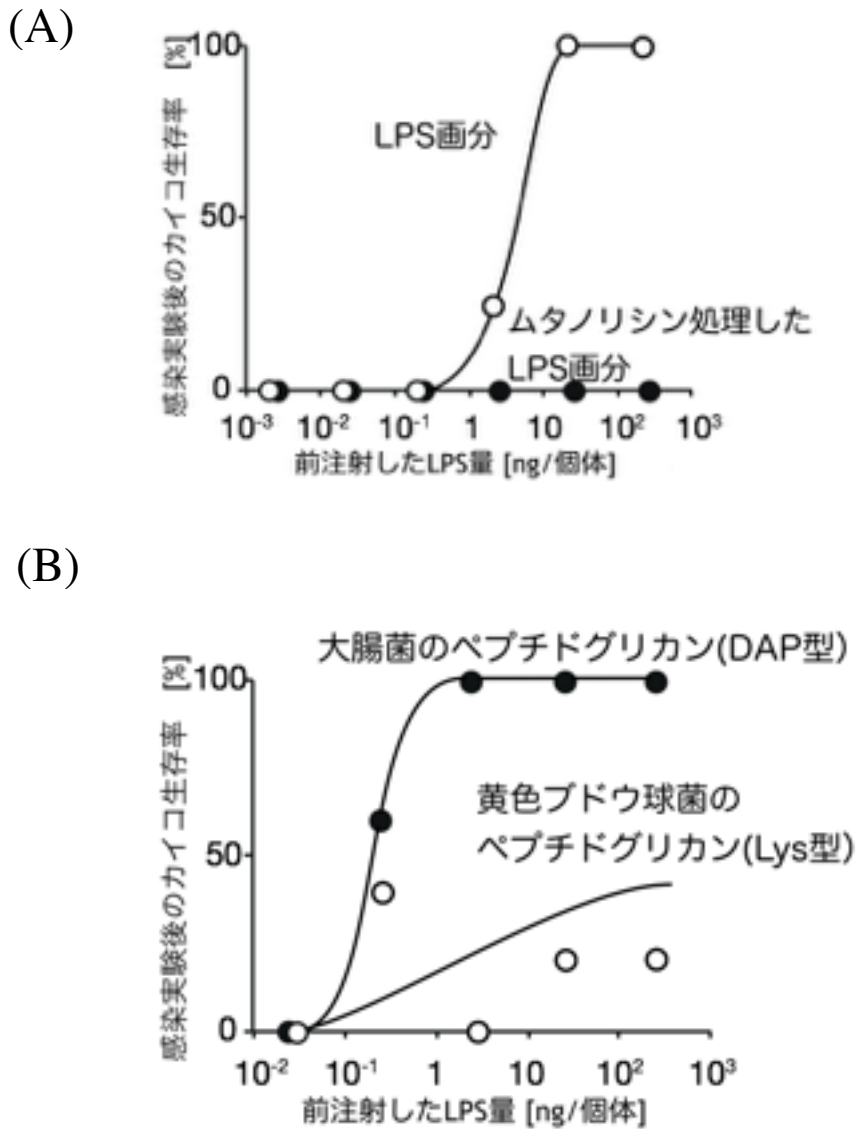 (A)
感染実験後のカイコ生存率 [%]
100
50
0
LPS画分
ムタノリシン処理した
LPS画分
10-3 10-2 10-1 1 10 102 103
前注射したLPS量 [ng/個体]
(B)
感染実験後のカイコ生存率 [%]
大腸菌のペプチドグリカン(DAP型)
100
50
0
黄色ブドウ球菌の
ペプチドグリカン(Lys型)
10-2 10-1 1 10 102 103
前注射したLPS量 [ng/個体]